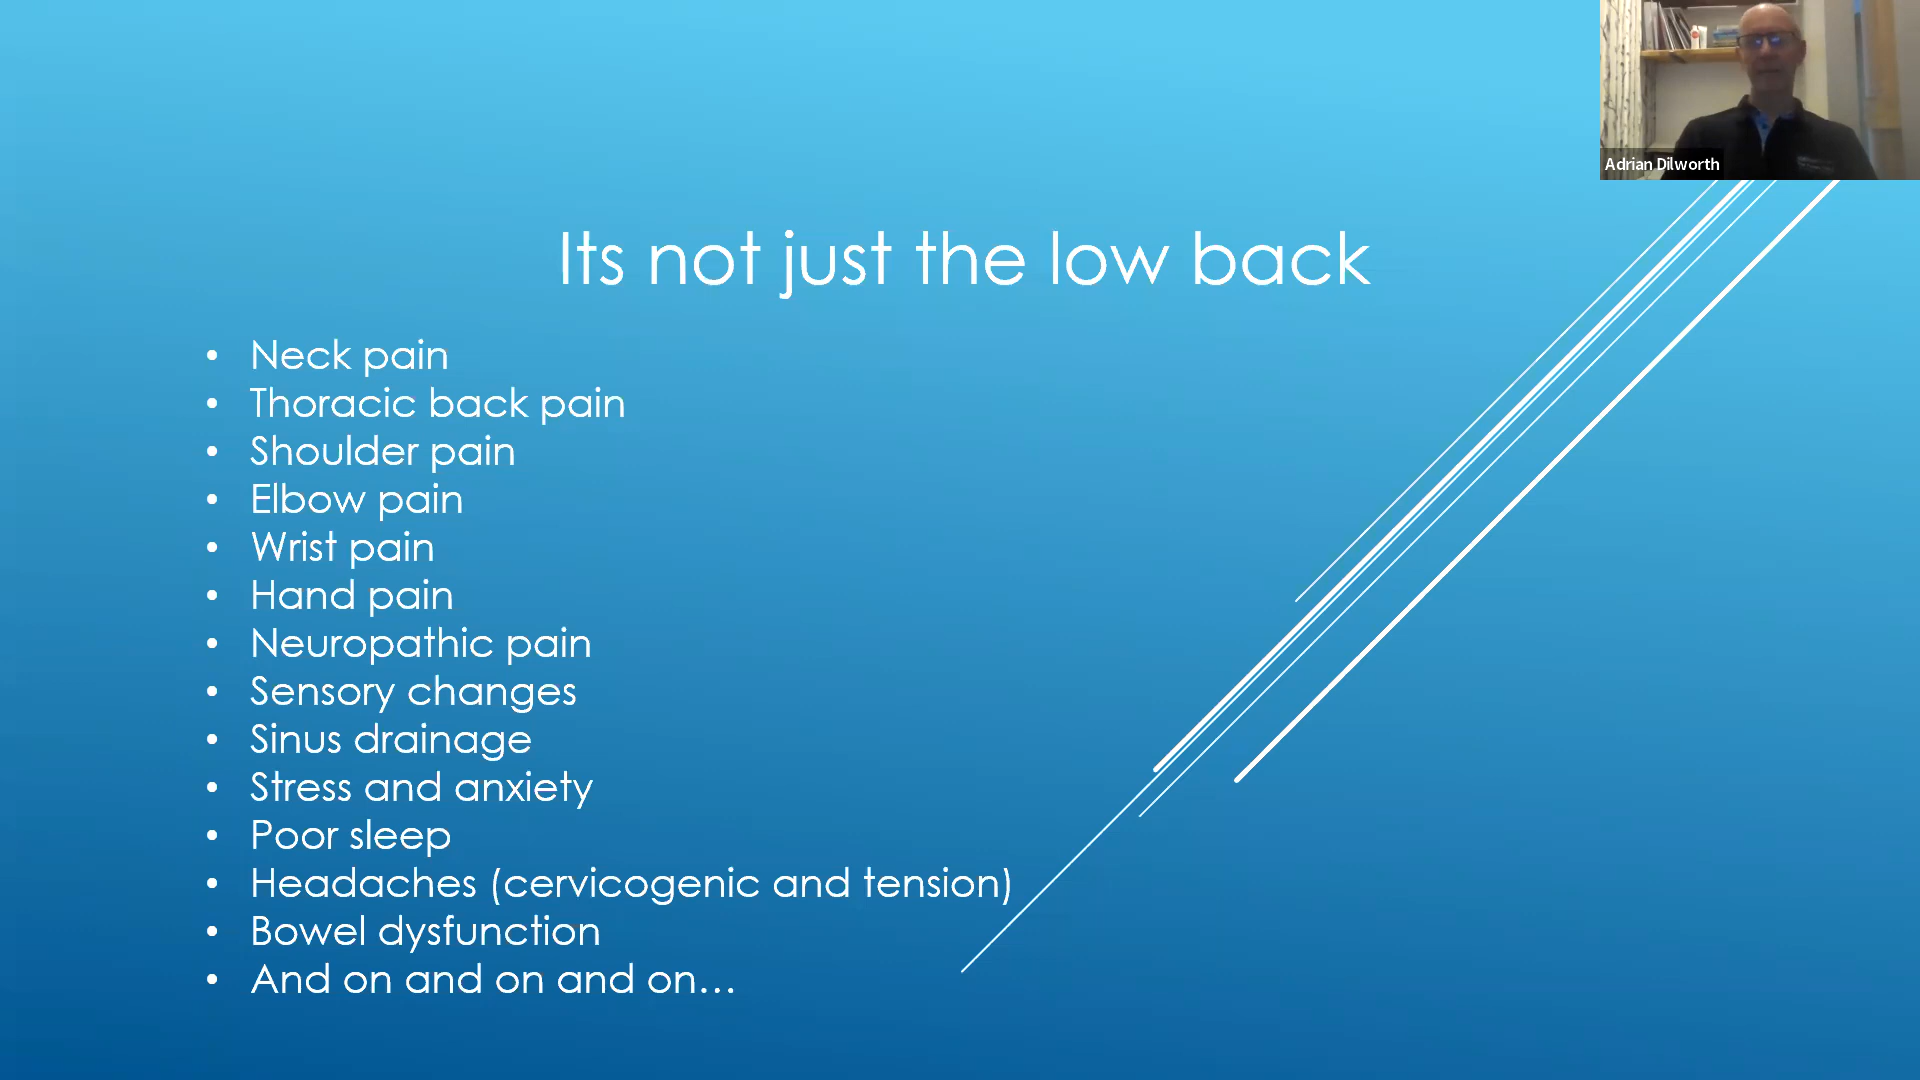 Adrian Dilworth
Its not just the low back
• Neck pain
• Thoracic back pain
• Shoulder pain
• Elbow pain
• Wrist pain
• Hand pain
• Neuropathic pain
• Sensory changes
• Sinus drainage
• Stress and anxiety
• Poor sleep
• Headaches (cervicogenic and tension)
• Bowel dysfunction
• And on and on and on...